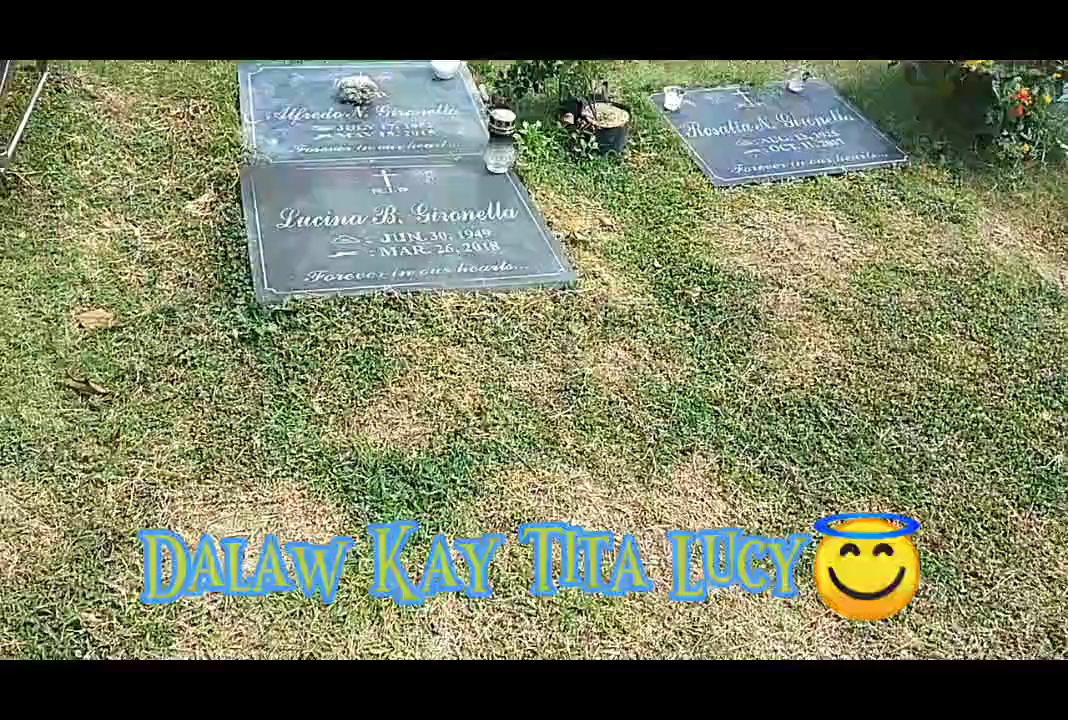 Alfredo N. Gironella
Forever in our hearts...
R.I.P
Lucina B. Gironella
: JUN. 30, 1949
: MAR. 26, 2018
Forever in our hearts...
Rosalia N. Gironella
Forever in our hearts...
Dalaw Kay Tita Lucy